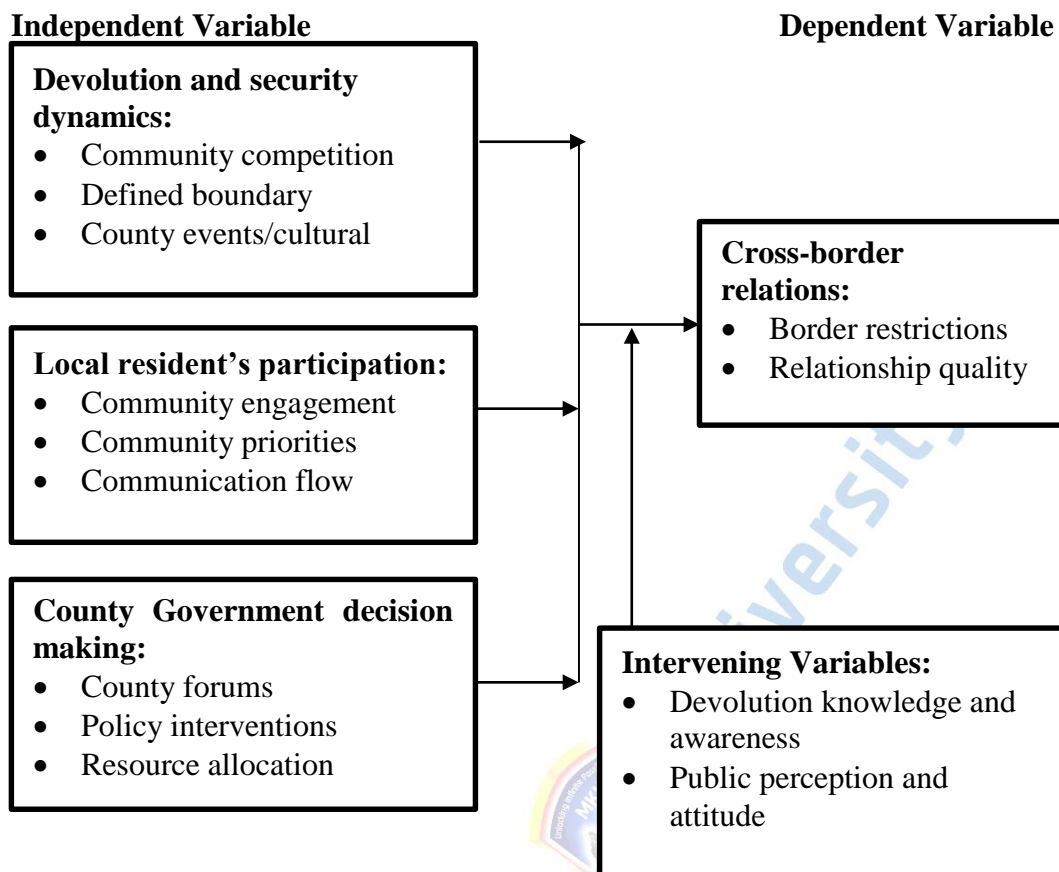 Independent Variable
Dependent Variable
Devolution and security
dynamics:
• Community competition
• Defined boundary
• County events/cultural
Local resident’s participation:
• Community engagement
• Community priorities
• Communication flow
County Government decision
making:
• County forums
• Policy interventions
• Resource allocation
Cross-border
relations:
• Border restrictions
• Relationship quality
Intervening Variables:
• Devolution knowledge and
awareness
• Public perception and
attitude